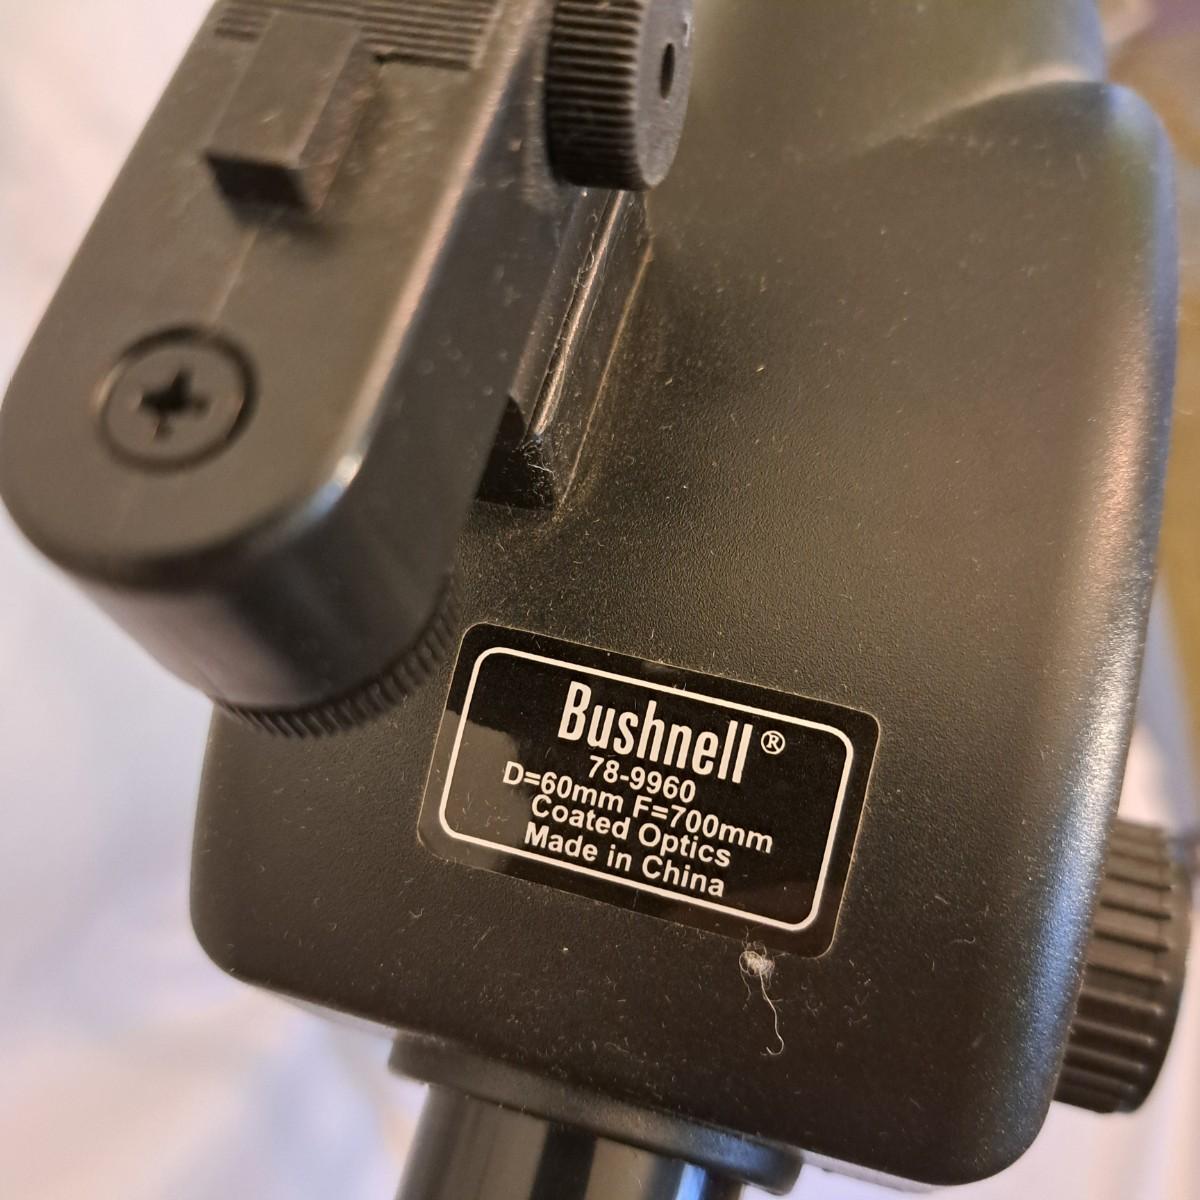 Bushnell®
78-9960
D=60mm F=700mm
Coated Optics
Made in China